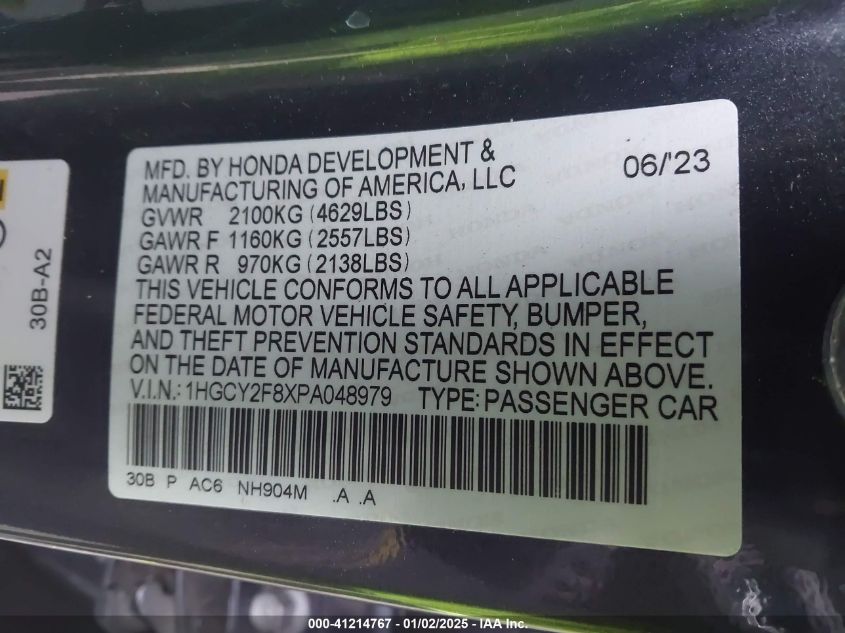 MFD. BY HONDA DEVELOPMENT &
MANUFACTURING OF AMERICA, LLC
06/'23
GVWR 2100KG (4629LBS)
GAWR F 1160KG (2557LBS)
GAWR R 970KG (2138LBS)
THIS VEHICLE CONFORMS TO ALL APPLICABLE
FEDERAL MOTOR VEHICLE SAFETY, BUMPER,
AND THEFT PREVENTION STANDARDS IN EFFECT
ON THE DATE OF MANUFACTURE SHOWN ABOVE.
V.I.N.: 1HGCY2F8XPA048979 TYPE: PASSENGER CAR
30B P AC6 NH904M .A .A
30B-A2
000-41214767 - 01/02/2025 - IAA Inc.